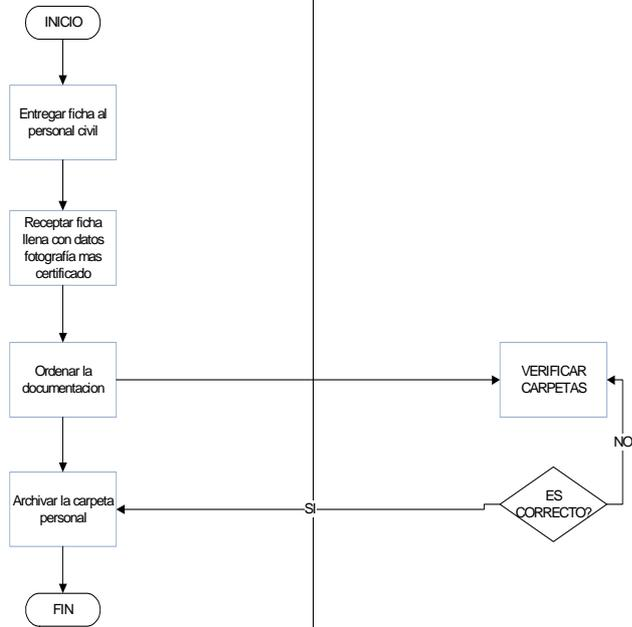 INICIO
Entregar ficha al
personal civil
Receptar ficha
llena con datos
fotografía mas
certificado
Ordenar la
documentacion
VERIFICAR
CARPETAS
NO
Archivar la carpeta
personal
SI
ES
CORRECTO?
FIN